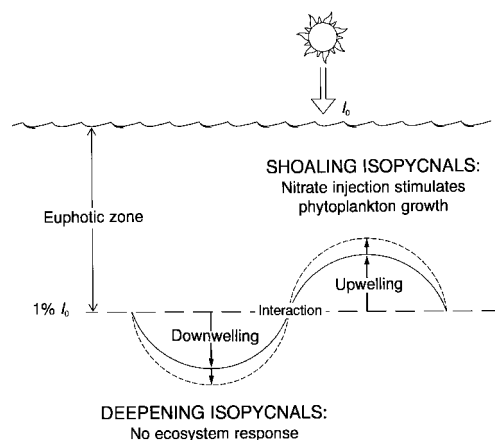 I₀
SHOALING ISOPYCNALS:
Nitrate injection stimulates
phytoplankton growth
Euphotic zone
1% I₀
Interaction
Upwelling
Downwelling
DEEPENING ISOPYCNALS:
No ecosystem response